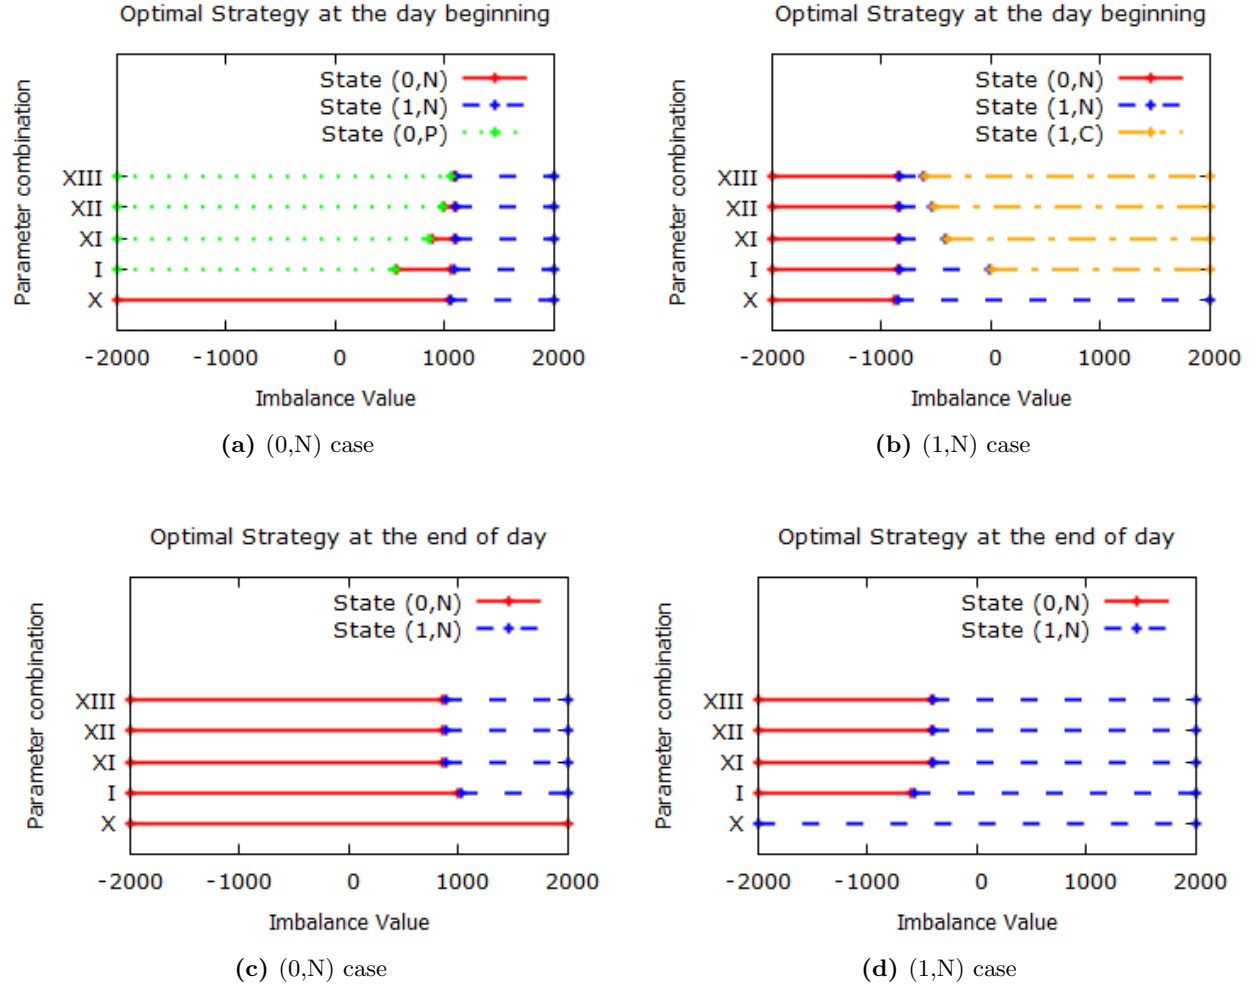 Optimal Strategy at the day beginning
State (0,N)
State (1,N)
State (0,P)
Parameter combination
XIII
XII
XI
I
X
-2000 -1000 0 1000 2000
Imbalance Value
(a) (0,N) case
Optimal Strategy at the day beginning
State (0,N)
State (1,N)
State (1,C)
Parameter combination
XIII
XII
XI
I
X
-2000 -1000 0 1000 2000
Imbalance Value
(b) (1,N) case
Optimal Strategy at the end of day
State (0,N)
State (1,N)
Parameter combination
XIII
XII
XI
I
X
-2000 -1000 0 1000 2000
Imbalance Value
(c) (0,N) case
Optimal Strategy at the end of day
State (0,N)
State (1,N)
Parameter combination
XIII
XII
XI
I
X
-2000 -1000 0 1000 2000
Imbalance Value
(d) (1,N) case